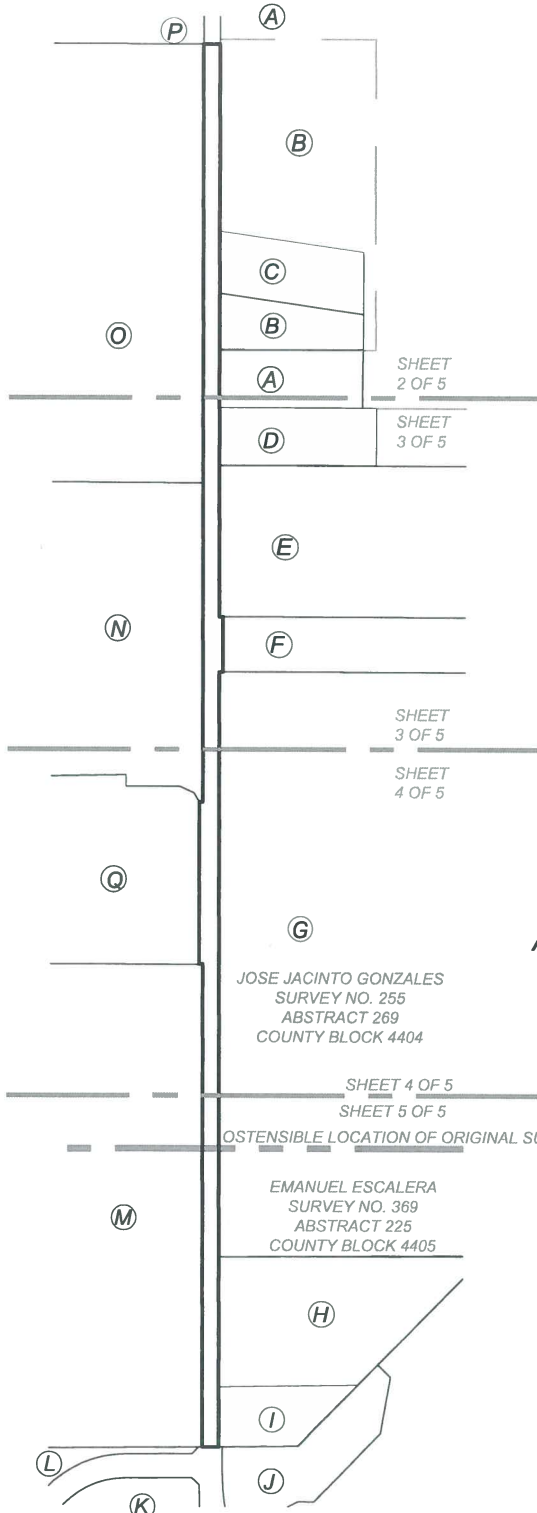 A
P
B
C
B
O
A
SHEET
2 OF 5
SHEET
3 OF 5
D
E
N
F
SHEET
3 OF 5
SHEET
4 OF 5
Q
G
JOSE JACINTO GONZALES
SURVEY NO. 255
ABSTRACT 269
COUNTY BLOCK 4404
SHEET 4 OF 5
SHEET 5 OF 5
OSTENSIBLE LOCATION OF ORIGINAL
EMANUEL ESCALERA
SURVEY NO. 369
ABSTRACT 225
COUNTY BLOCK 4405
M
H
I
L
J
K